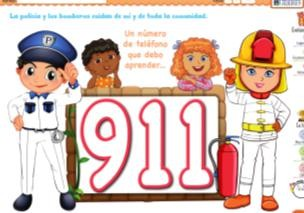 La policía y los bomberos cuidan de mí y de toda la comunidad.
Un número
de teléfono
que debo
aprender...
P
911